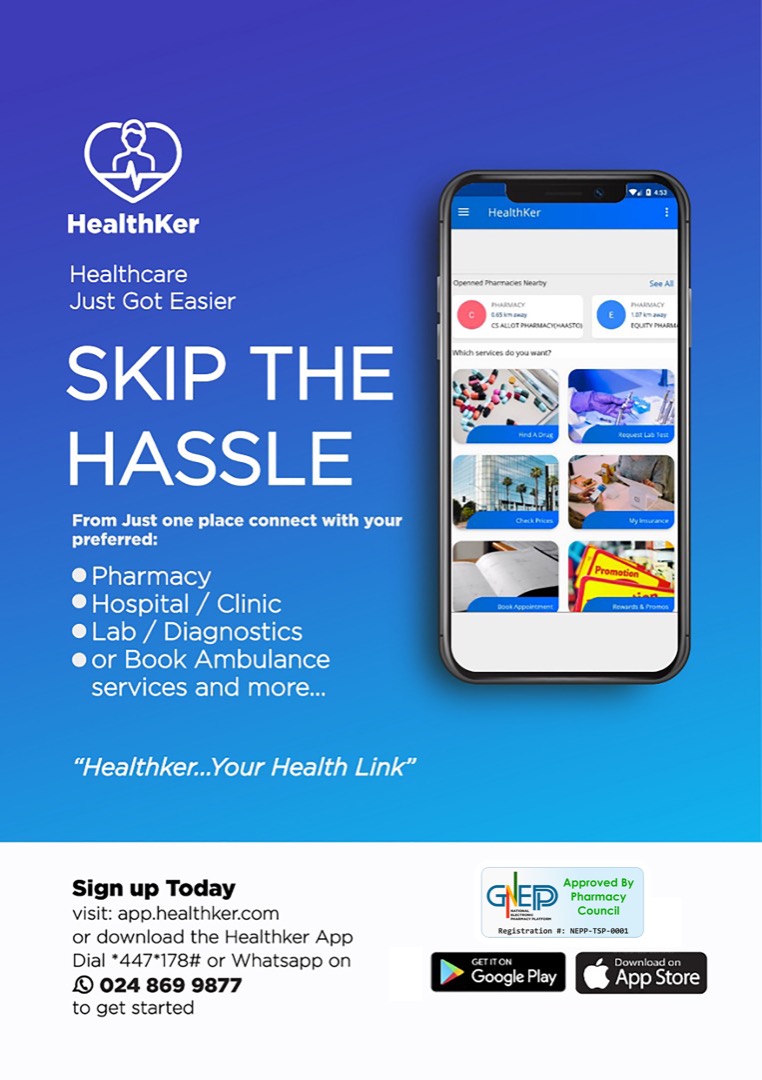 HealthKer
Healthcare
Just Got Easier
SKIP THE
HASSLE
From Just one place connect with your
preferred:
Pharmacy
Hospital / Clinic
Lab / Diagnostics
or Book Ambulance
services and more...
“Healthker...Your Health Link”
4:53
HealthKer
Openned Pharmacies Nearby
See All
C
PHARMACY
0.65 km away
CS ALLOT PHARMACY(HAASTO)
E
PHARMACY
1.07 km away
EQUITY PHARMA
Which services do you want?
Find A Drug
Request Lab Test
Check Prices
My Insurance
Promotion
Book Appointment
Rewards & Promos
Sign up Today
visit: app.healthker.com
or download the Healthker App
Dial *447*178# or Whatsapp on
024 869 9877
to get started
GNEPP
NATIONAL
ELECTRONIC
PHARMACY PLATFORM
Approved By
Pharmacy
Council
Registration #: NEPP-TSP-0001
GET IT ON
Google Play
Download on
App Store